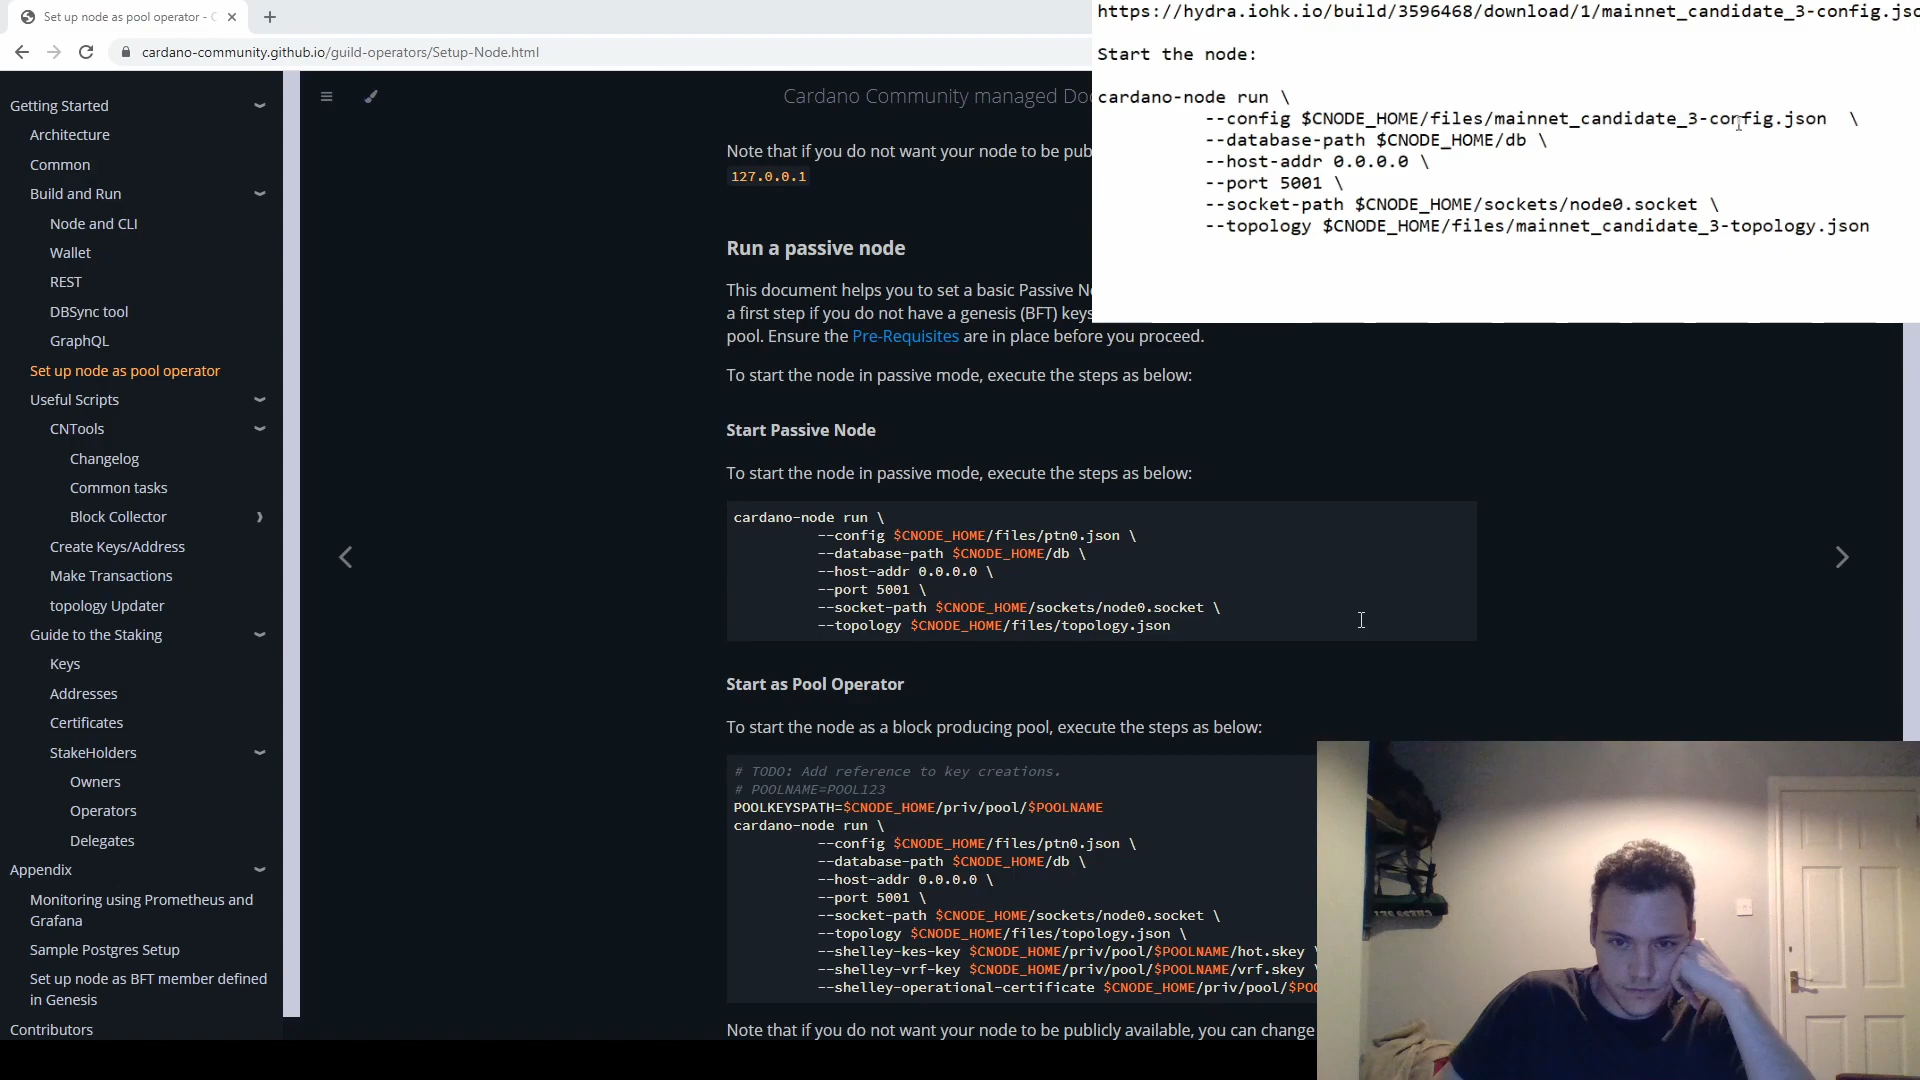 Set up node as pool operator - C
cardano-community.github.io/guild-operators/Setup-Node.html
https://hydra.iohk.io/build/3596468/download/1/mainnet_candidate_3-config.jso
Start the node:
cardano-node run \
--config $CNODE_HOME/files/mainnet_candidate_3-config.json \
--database-path $CNODE_HOME/db \
--host-addr 0.0.0.0 \
--port 5001 \
--socket-path $CNODE_HOME/sockets/node0.socket \
--topology $CNODE_HOME/files/mainnet_candidate_3-topology.json
Getting Started
Architecture
Common
Build and Run
Node and CLI
Wallet
REST
DBSync tool
GraphQL
Set up node as pool operator
Useful Scripts
CNTools
Changelog
Common tasks
Block Collector
Create Keys/Address
Make Transactions
topology Updater
Guide to the Staking
Keys
Addresses
Certificates
StakeHolders
Owners
Operators
Delegates
Appendix
Monitoring using Prometheus and
Grafana
Sample Postgres Setup
Set up node as BFT member defined
in Genesis
Contributors
Cardano Community managed Do
Note that if you do not want your node to be pub
127.0.0.1
Run a passive node
This document helps you to set a basic Passive N
a first step if you do not have a genesis (BFT) keys
pool. Ensure the Pre-Requisites are in place before you proceed.
To start the node in passive mode, execute the steps as below:
Start Passive Node
To start the node in passive mode, execute the steps as below:
cardano-node run \
--config $CNODE_HOME/files/ptn0.json \
--database-path $CNODE_HOME/db \
--host-addr 0.0.0.0 \
--port 5001 \
--socket-path $CNODE_HOME/sockets/node0.socket \
--topology $CNODE_HOME/files/topology.json
Start as Pool Operator
To start the node as a block producing pool, execute the steps as below:
# TODO: Add reference to key creations.
# POOLNAME=POOL123
POOLKEYSPATH=$CNODE_HOME/priv/pool/$POOLNAME
cardano-node run \
--config $CNODE_HOME/files/ptn0.json \
--database-path $CNODE_HOME/db \
--host-addr 0.0.0.0 \
--port 5001 \
--socket-path $CNODE_HOME/sockets/node0.socket \
--topology $CNODE_HOME/files/topology.json \
--shelley-kes-key $CNODE_HOME/priv/pool/$POOLNAME/hot.skey \
--shelley-vrf-key $CNODE_HOME/priv/pool/$POOLNAME/vrf.skey \
--shelley-operational-certificate $CNODE_HOME/priv/pool/$POO
Note that if you do not want your node to be publicly available, you can change